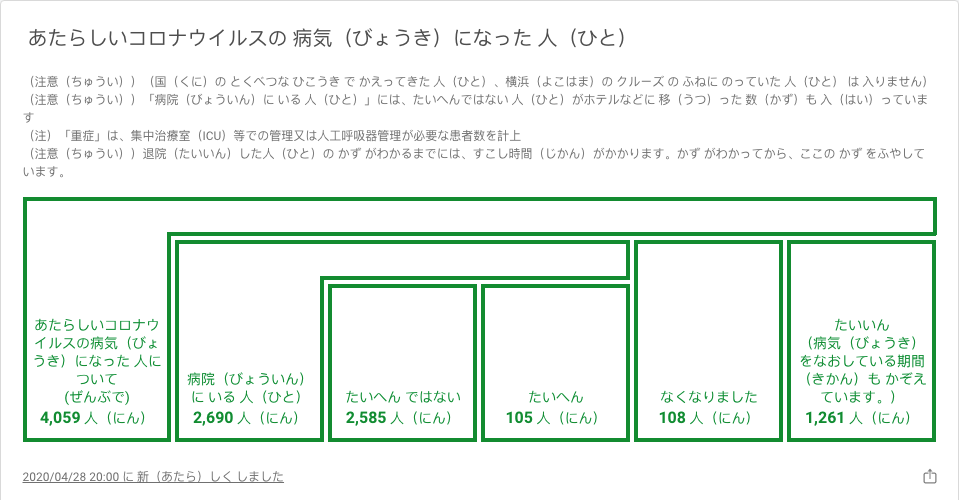 あたらしいコロナウイルスの 病気（びょうき）になった 人（ひと）
（注意（ちゅうい））（国（くに）の とくべつな ひこうき で かえってきた 人（ひと）、横浜（よこはま）の クルーズ の ふねに のっていた 人（ひと） は 入りません）
（注意（ちゅうい））「病院（びょういん）に いる 人（ひと）」には、たいへんではない 人（ひと）がホテルなどに 移（うつ）った 数（かず）も 入（はい）っていま
す
（注）「重症」は、集中治療室（ICU）等での管理又は人工呼吸器管理が必要な患者数を計上
（注意（ちゅうい））退院（たいいん）した人（ひと）の かず がわかるまでには、すこし時間（じかん）がかかります。かず がわかってから、ここの かず をふやして
います。
あたらしいコロナウ
イルスの病気（びょ
うき）になった 人に
ついて
(ぜんぶで)
4,059 人（にん）
病院（びょういん）
に いる 人（ひと）
2,690 人（にん）
たいへん ではない
2,585 人（にん）
たいへん
105 人（にん）
なくなりました
108 人（にん）
たいいん
（病気（びょうき）
をなおしている期間
（きかん）も かぞえ
ています。）
1,261 人（にん）
2020/04/28 20:00 に 新（あたら）しく しました